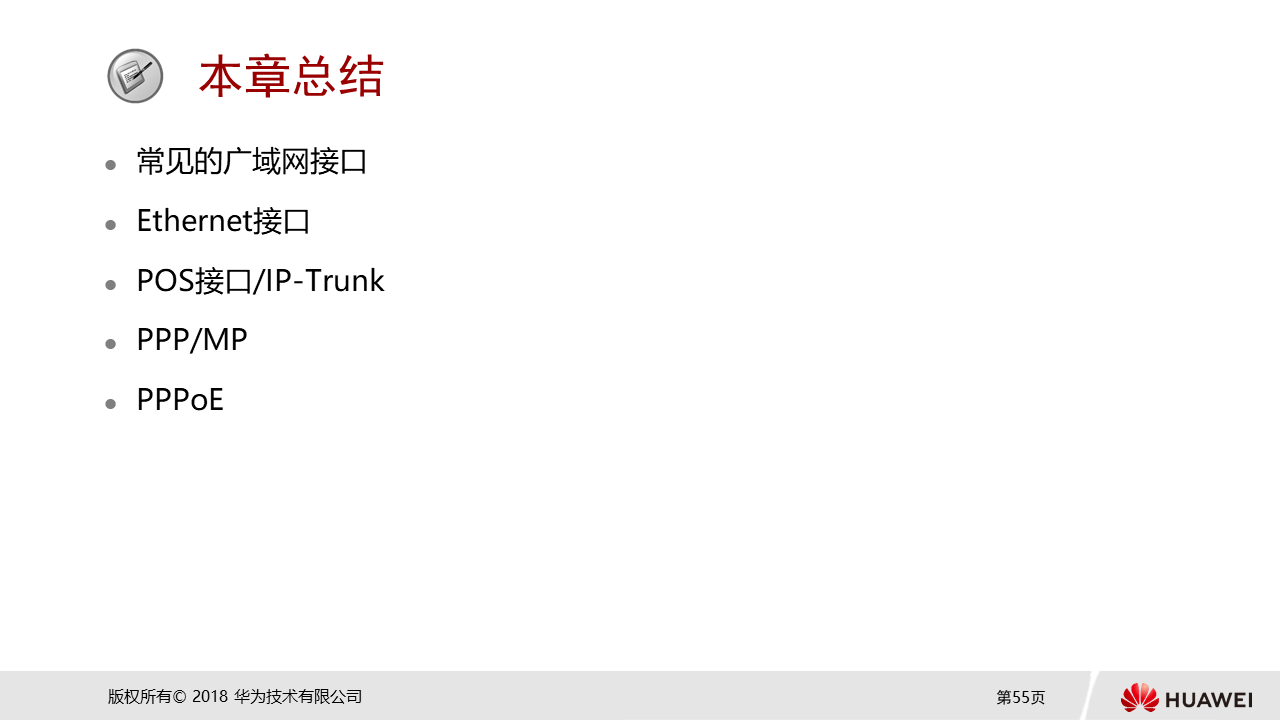 本章总结
常见的广域网接口
Ethernet接口
POS接口/IP-Trunk
PPP/MP
PPPoE
版权所有© 2018 华为技术有限公司
第55页
HUAWEI